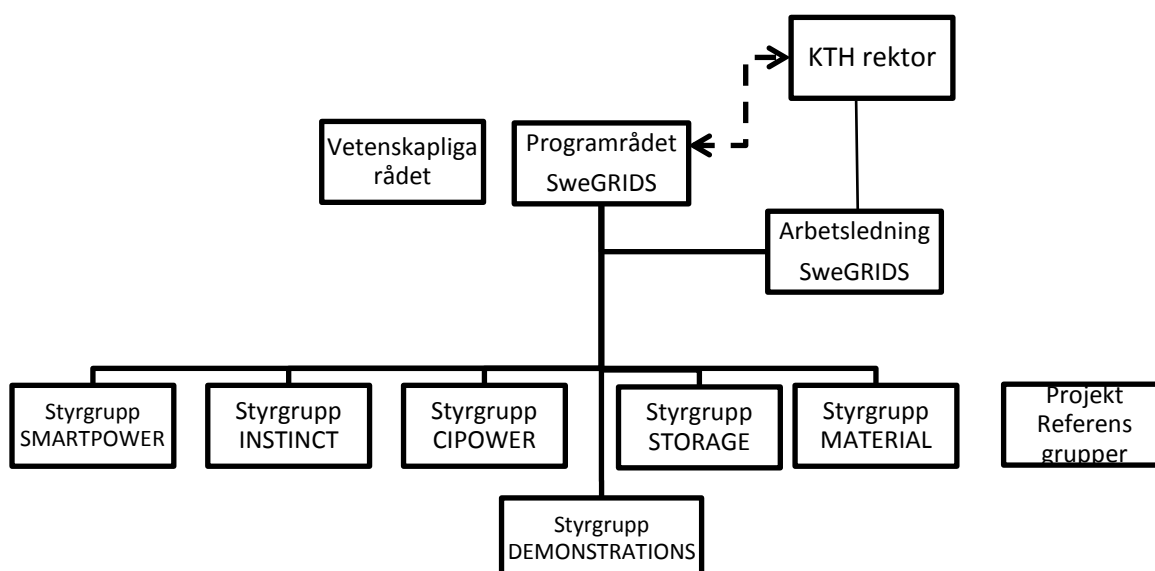 KTH rektor
Vetenskapliga
rådet
Programrådet
SweGRIDS
Arbetsledning
SweGRIDS
Styrgrupp
SMARTPOWER
Styrgrupp
INSTINCT
Styrgrupp
CIPOWER
Styrgrupp
STORAGE
Styrgrupp
MATERIAL
Projekt
Referens
grupper
Styrgrupp
DEMONSTRATIONS